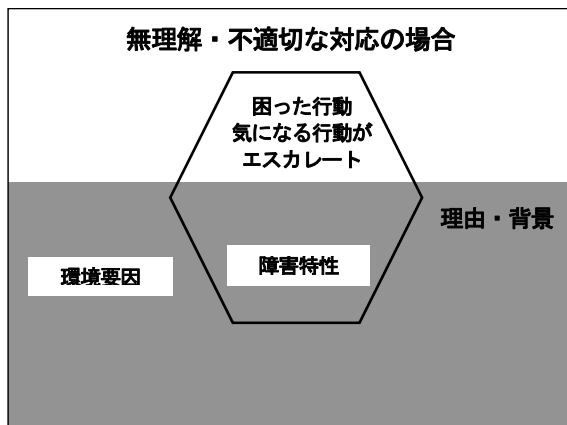 無理解・不適切な対応の場合
困った行動
気になる行動が
エスカレート
理由・背景
障害特性
環境要因